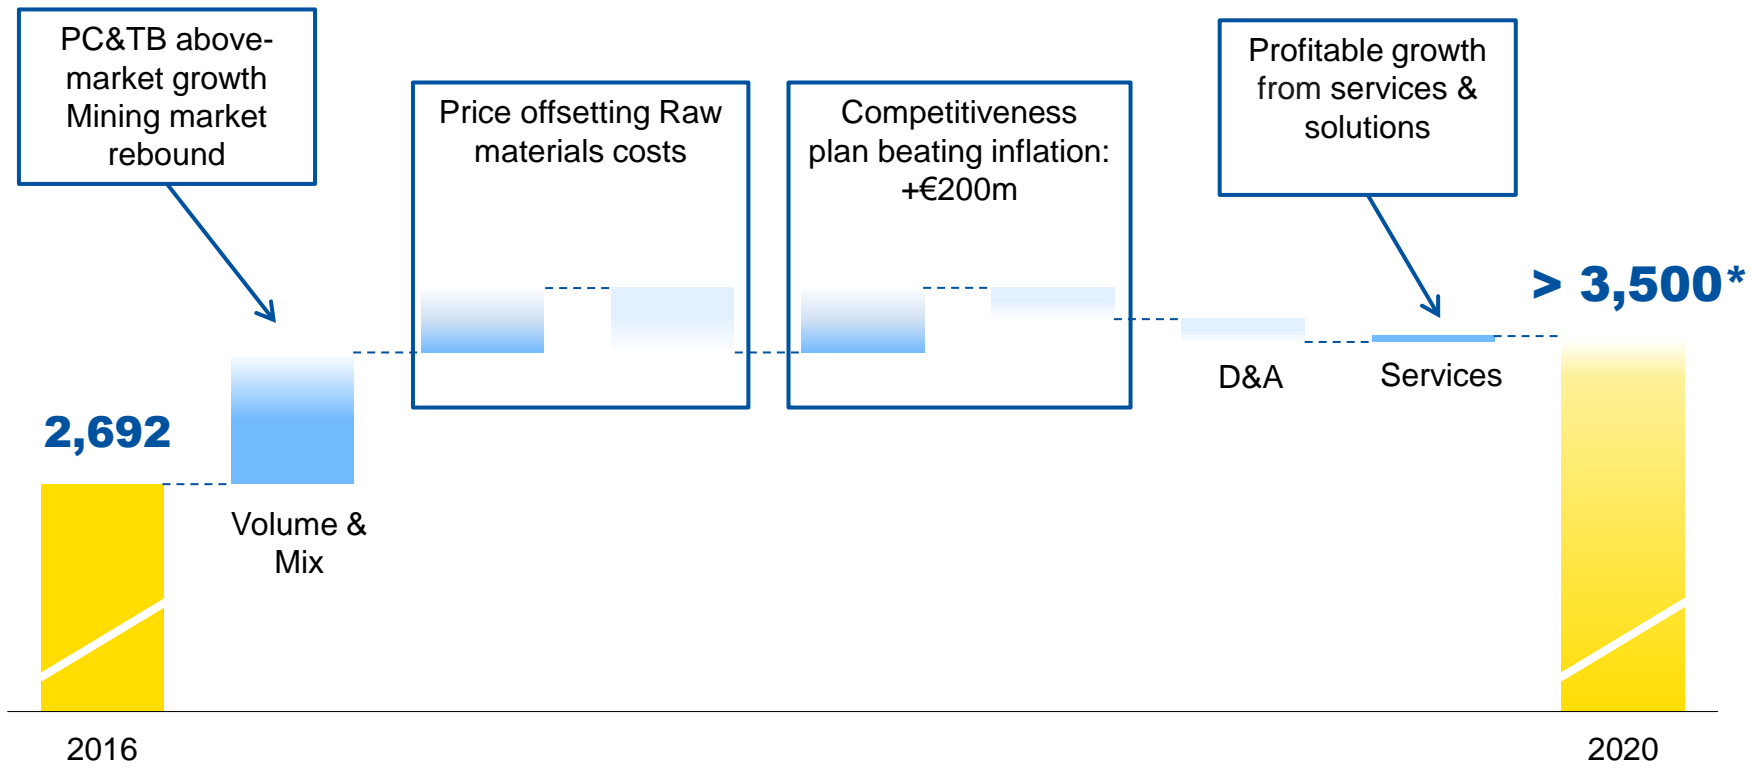 PC&TB above-
market growth
Mining market
rebound
Price offsetting Raw
materials costs
Competitiveness
plan beating inflation:
+€200m
Profitable growth
from services &
solutions
> 3,500*
2,692
Volume &
Mix
D&A
Services
2016
2020